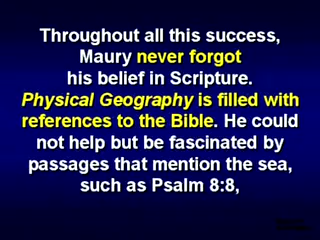 Throughout all this success,
Maury never forgot
his belief in Scripture.
Physical Geography is filled with
references to the Bible. He could
not help but be fascinated by
passages that mention the sea,
such as Psalm 8:8,